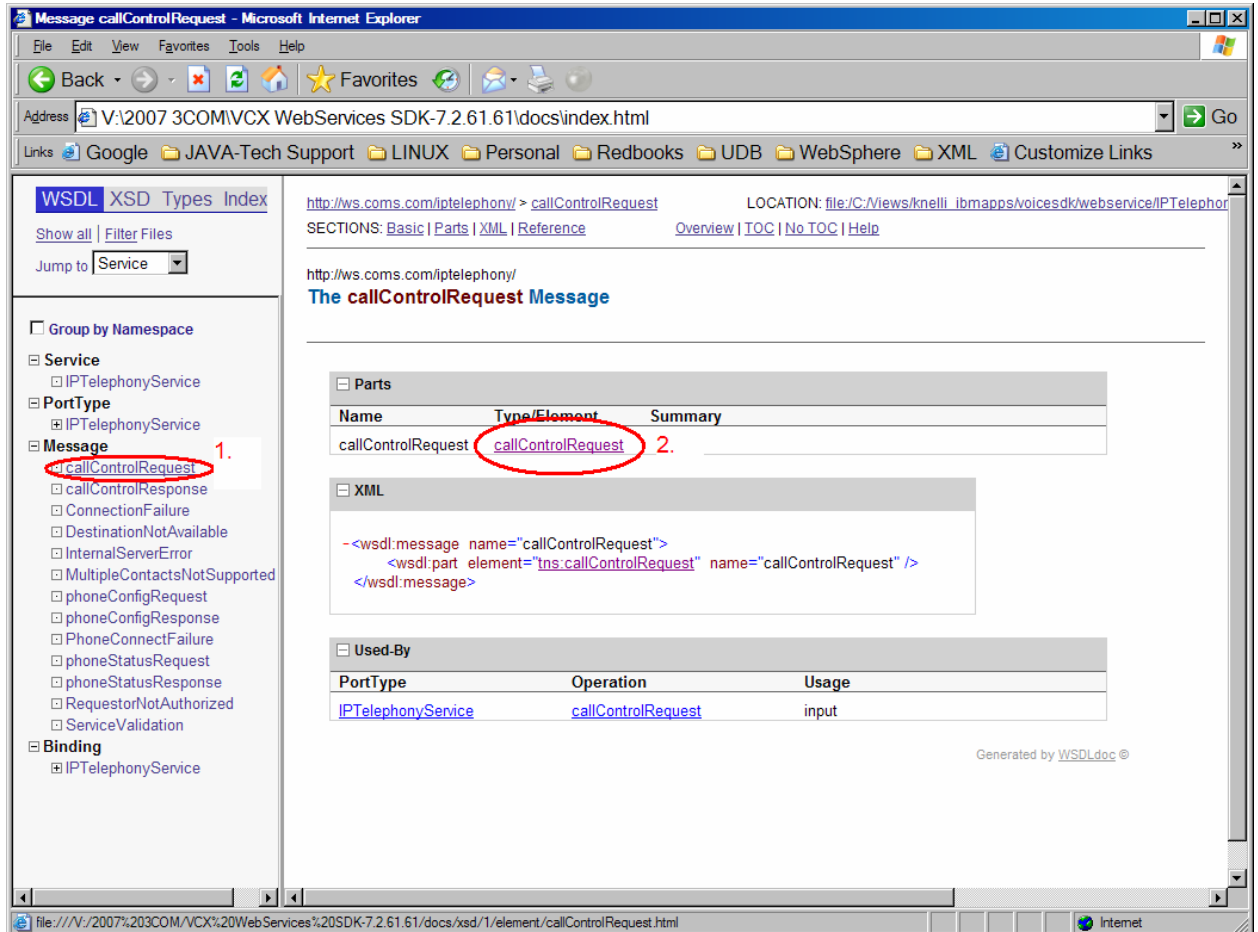 Message callControlRequest - Microsoft Internet Explorer
File Edit View Favorites Tools Help
Back Favorites
Address V:\2007 3COM\VCX WebServices SDK-7.2.61.61\docs\index.html Go
Links Google JAVA-Tech Support LINUX Personal Redbooks UDB WebSphere XML Customize Links »
WSDL XSD Types Index
Show all | Filter Files
Jump to Service
Group by Namespace
Service
IPTelephonyService
PortType
IPTelephonyService
Message
1.
callControlRequest
callControlResponse
ConnectionFailure
DestinationNotAvailable
InternalServerError
MultipleContactsNotSupported
phoneConfigRequest
phoneConfigResponse
PhoneConnectFailure
phoneStatusRequest
phoneStatusResponse
RequestorNotAuthorized
ServiceValidation
Binding
IPTelephonyService
http://ws.coms.com/iptelephony/ > callControlRequest LOCATION: file:/C:/Views/knelli_ibmapps/voicesdk/webservice/IPTelephor
SECTIONS: Basic | Parts | XML | Reference Overview | TOC | No TOC | Help
http://ws.coms.com/iptelephony/
The callControlRequest Message
Parts
Name Type/Element Summary
callControlRequest callControlRequest 2.
XML
-<wsdl:message name="callControlRequest">
<wsdl:part element="tns:callControlRequest" name="callControlRequest" />
</wsdl:message>
Used-By
PortType Operation Usage
IPTelephonyService callControlRequest input
Generated by WSDLdoc ©
file:///V:/2007%203COM/VCX%20WebServices%20SDK-7.2.61.61/docs/xsd/1/element/callControlRequest.html Internet